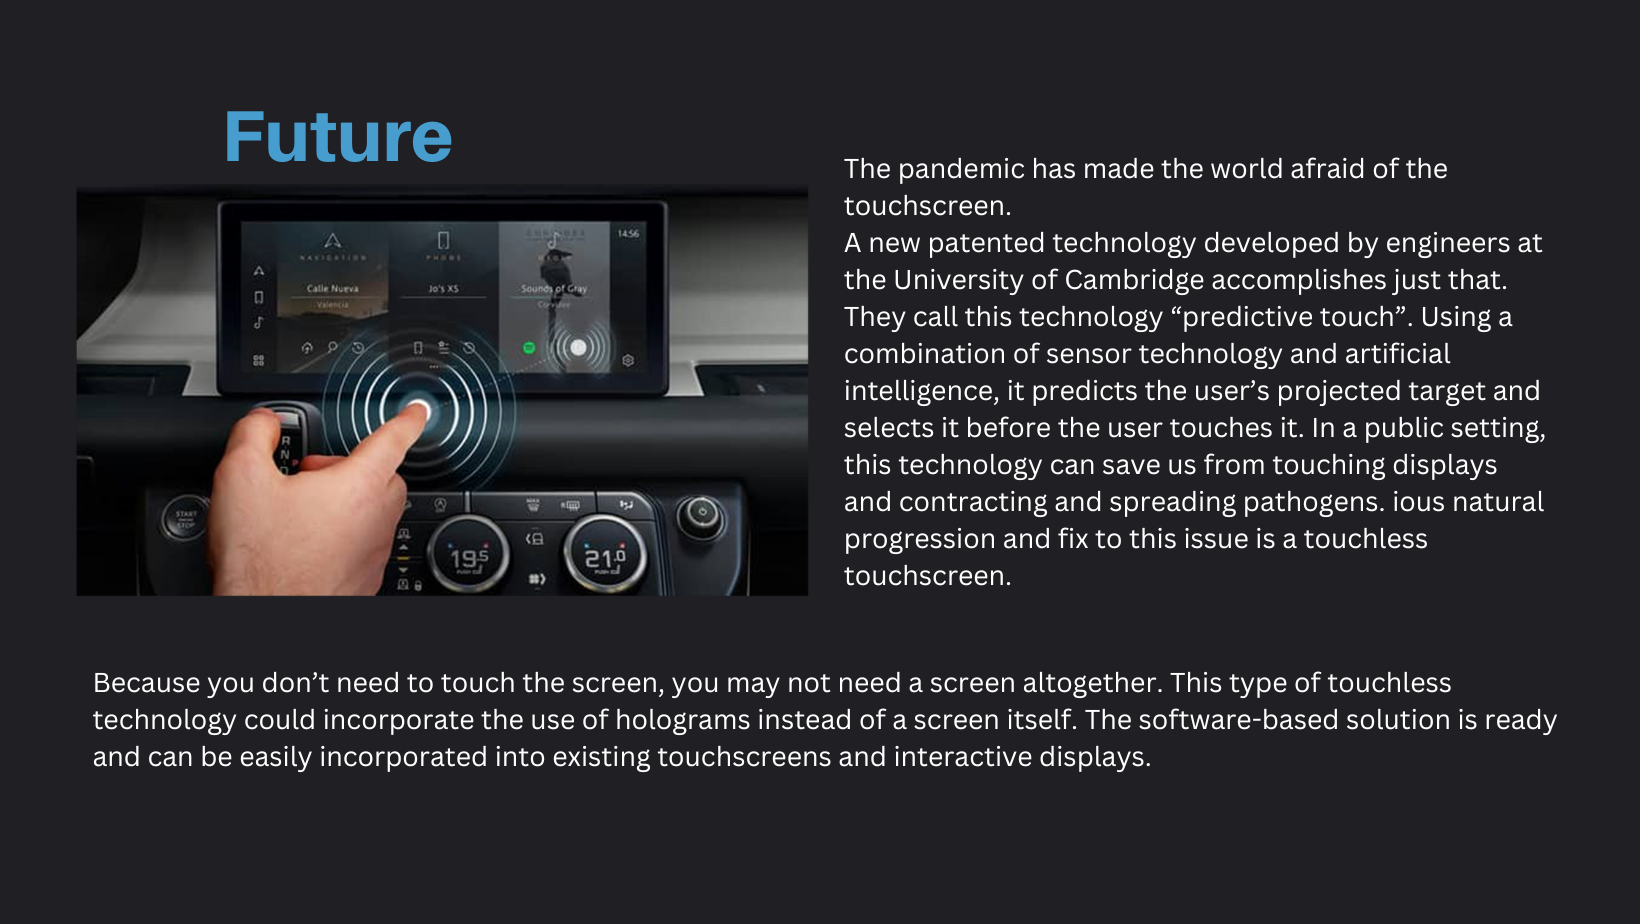 Future
The pandemic has made the world afraid of the
touchscreen.
A new patented technology developed by engineers at
the University of Cambridge accomplishes just that.
They call this technology “predictive touch”. Using a
combination of sensor technology and artificial
intelligence, it predicts the user’s projected target and
selects it before the user touches it. In a public setting,
this technology can save us from touching displays
and contracting and spreading pathogens. ious natural
progression and fix to this issue is a touchless
touchscreen.
14:56
NAVIGATION
PHONE
Calle Nueva
Jo's XS
Sounds of Gray
Valencia
Corvidex
R
N
D
P
START
STOP
MAX
19.5
21.0
PUSH
PUSH
Because you don’t need to touch the screen, you may not need a screen altogether. This type of touchless
technology could incorporate the use of holograms instead of a screen itself. The software-based solution is ready
and can be easily incorporated into existing touchscreens and interactive displays.